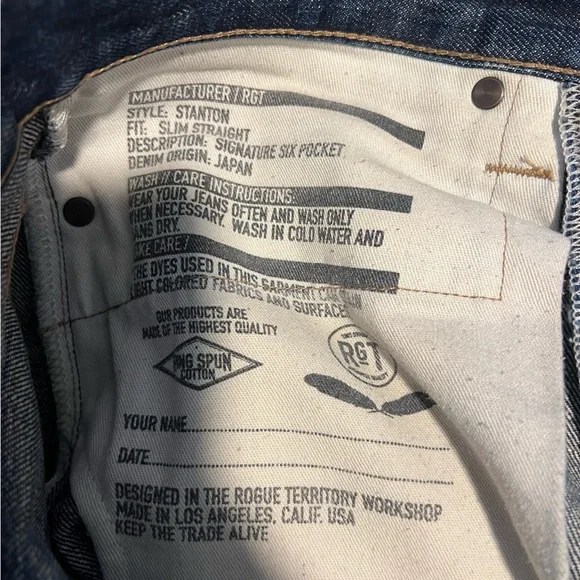 MANUFACTURER / RGT
STYLE: STANTON
FIT: SLIM STRAIGHT
DESCRIPTION: SIGNATURE SIX POCKET
DENIM ORIGIN: JAPAN
WASH // CARE INSTRUCTIONS:
WEAR YOUR JEANS OFTEN AND WASH ONLY
WHEN NECESSARY. WASH IN COLD WATER AND
DRY.
CARE /
THE DYES USED IN THIS GARMENT CAN
LIGHT COLORED FABRICS AND SURFACES
OUR PRODUCTS ARE
MADE OF THE HIGHEST QUALITY
RING SPUN
COTTON
RGT
YOUR NAME
DATE
DESIGNED IN THE ROGUE TERRITORY WORKSHOP
MADE IN LOS ANGELES, CALIF. USA
KEEP THE TRADE ALIVE